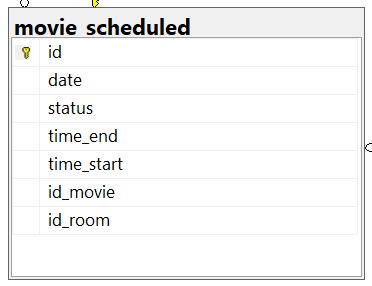 movie_scheduled
id
date
status
time_end
time_start
id_movie
id_room